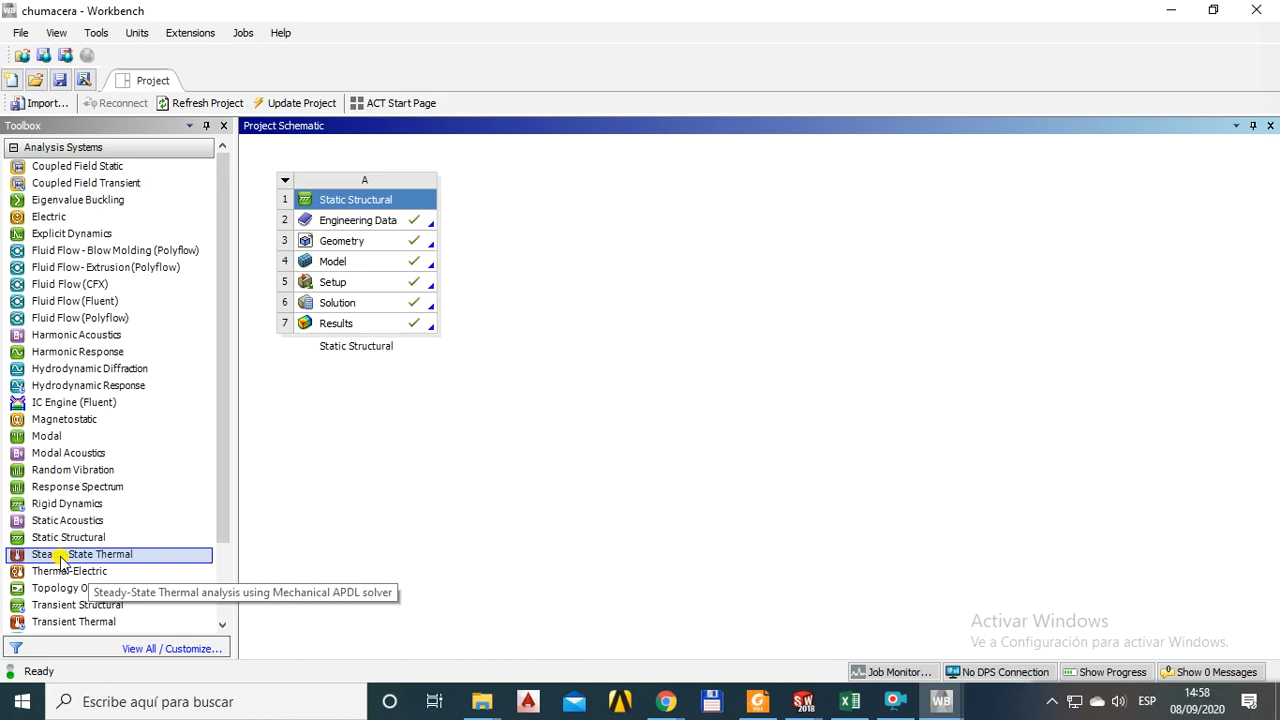 chumacera - Workbench
File View Tools Units Extensions Jobs Help
Project
Import... Reconnect Refresh Project Update Project ACT Start Page
Toolbox
Project Schematic
Analysis Systems
Coupled Field Static
Coupled Field Transient
Eigenvalue Buckling
Electric
Explicit Dynamics
Fluid Flow - Blow Molding (Polyflow)
Fluid Flow - Extrusion (Polyflow)
Fluid Flow (CFX)
Fluid Flow (Fluent)
Fluid Flow (Polyflow)
Harmonic Acoustics
Harmonic Response
Hydrodynamic Diffraction
Hydrodynamic Response
IC Engine (Fluent)
Magnetostatic
Modal
Modal Acoustics
Random Vibration
Response Spectrum
Rigid Dynamics
Static Acoustics
Static Structural
State Thermal
Thermal-Electric
Topology O
Transient Structural
Transient Thermal
Steady-State Thermal analysis using Mechanical APDL solver
View All / Customize...
A
1 Static Structural
2 Engineering Data
3 Geometry
4 Model
5 Setup
6 Solution
7 Results
Static Structural
Activar Windows
Ve a Configuración para activar Windows.
Ready
Job Monitor... No DPS Connection Show Progress Show 0 Messages
Escribe aquí para buscar
SW
2018
WB
ESP
14:58
08/09/2020